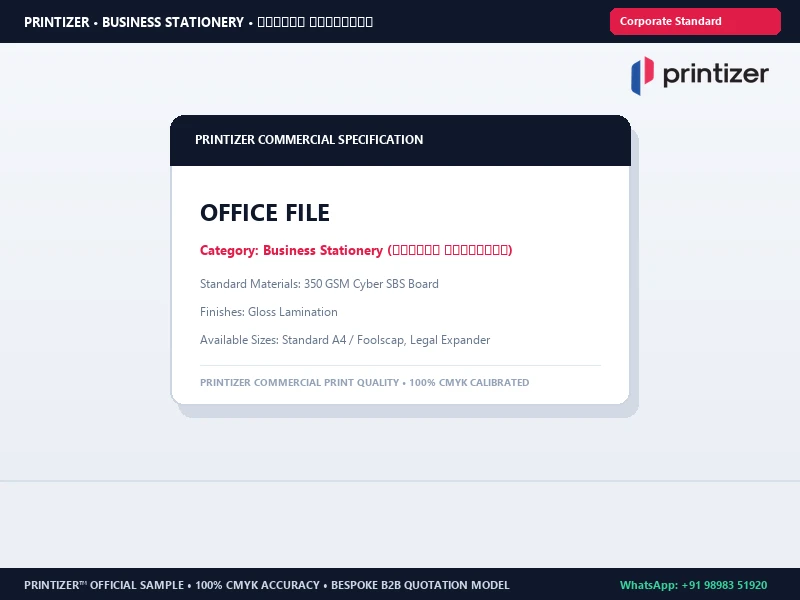 PRINTIZER • BUSINESS STATIONERY •
Corporate Standard
printizer
PRINTIZER COMMERCIAL SPECIFICATION
OFFICE FILE
Category: Business Stationery
Standard Materials: 350 GSM Cyber SBS Board
Finishes: Gloss Lamination
Available Sizes: Standard A4 / Foolscap, Legal Expander
PRINTIZER COMMERCIAL PRINT QUALITY • 100% CMYK CALIBRATED
PRINTIZER™ OFFICIAL SAMPLE • 100% CMYK ACCURACY • BESPOKE B2B QUOTATION MODEL
WhatsApp: +91 98983 51920